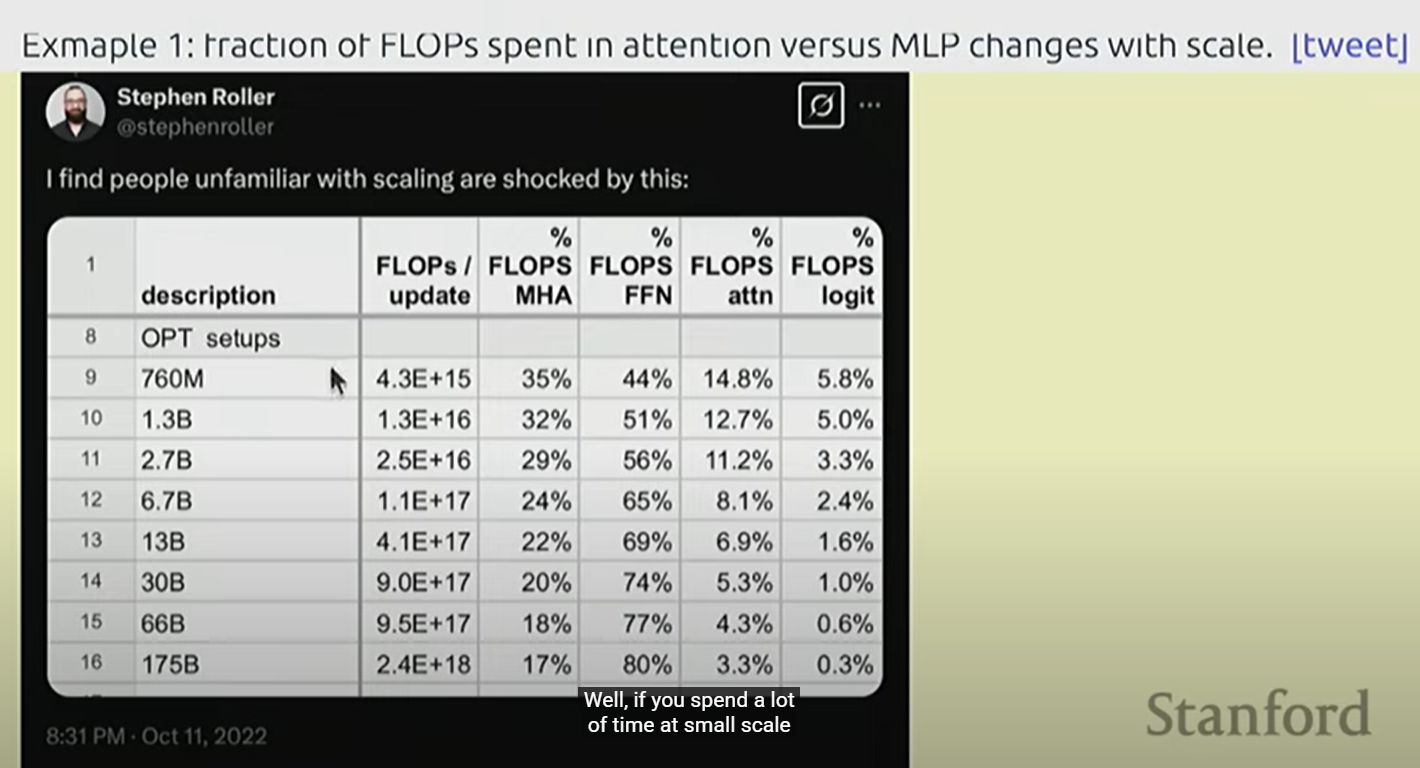 Exmaple 1: fraction of FLOPs spent in attention versus MLP changes with scale. [tweet]
Stephen Roller
@stephenroller
I find people unfamiliar with scaling are shocked by this:
1 description FLOPs / update % FLOPS MHA % FLOPS FFN % FLOPS attn % FLOPS logit
8 OPT setups
9 760M 4.3E+15 35% 44% 14.8% 5.8%
10 1.3B 1.3E+16 32% 51% 12.7% 5.0%
11 2.7B 2.5E+16 29% 56% 11.2% 3.3%
12 6.7B 1.1E+17 24% 65% 8.1% 2.4%
13 13B 4.1E+17 22% 69% 6.9% 1.6%
14 30B 9.0E+17 20% 74% 5.3% 1.0%
15 66B 9.5E+17 18% 77% 4.3% 0.6%
16 175B 2.4E+18 17% 80% 3.3% 0.3%
Well, if you spend a lot
of time at small scale
8:31 PM · Oct 11, 2022
Stanford